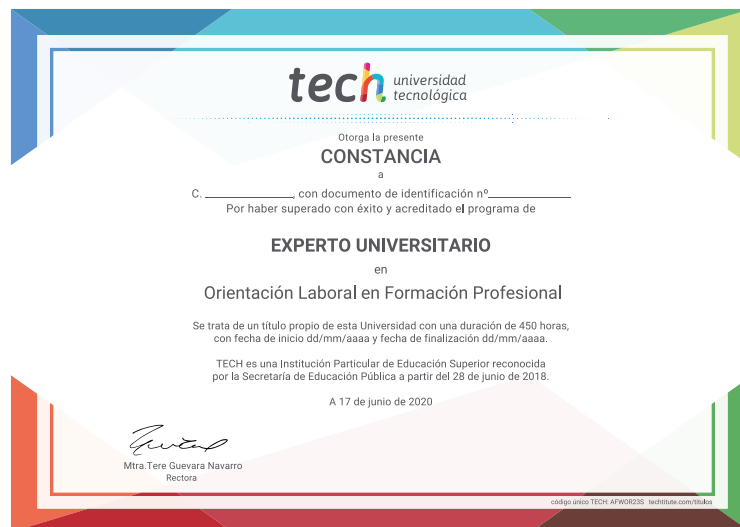 tech universidad
tecnológica
Otorga la presente
CONSTANCIA
a
C. ________________, con documento de identificación nº_______________
Por haber superado con éxito y acreditado el programa de
EXPERTO UNIVERSITARIO
en
Orientación Laboral en Formación Profesional
Se trata de un título propio de esta Universidad con una duración de 450 horas,
con fecha de inicio dd/mm/aaaa y fecha de finalización dd/mm/aaaa.
TECH es una Institución Particular de Educación Superior reconocida
por la Secretaría de Educación Pública a partir del 28 de junio de 2018.
A 17 de junio de 2020
Mtra.Tere Guevara Navarro
Rectora
código único TECH: AFWOR23S techtitute.com/titulos